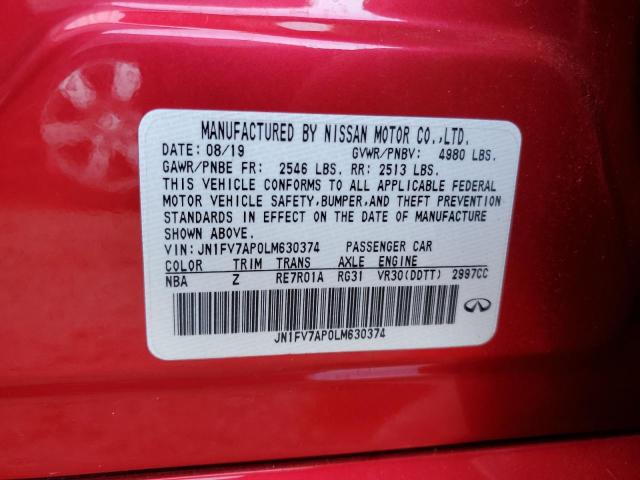 MANUFACTURED BY NISSAN MOTOR CO.,LTD.
DATE: 08/19 GVWR/PNBV: 4980 LBS.
GAWR/PNBE FR: 2546 LBS. RR: 2513 LBS.
THIS VEHICLE CONFORMS TO ALL APPLICABLE FEDERAL
MOTOR VEHICLE SAFETY,BUMPER,AND THEFT PREVENTION
STANDARDS IN EFFECT ON THE DATE OF MANUFACTURE
SHOWN ABOVE.
VIN: JN1FV7AP0LM630374 PASSENGER CAR
COLOR TRIM TRANS AXLE ENGINE
NBA Z RE7R01A RG31 VR30(DDTT) 2997CC
JN1FV7AP0LM630374